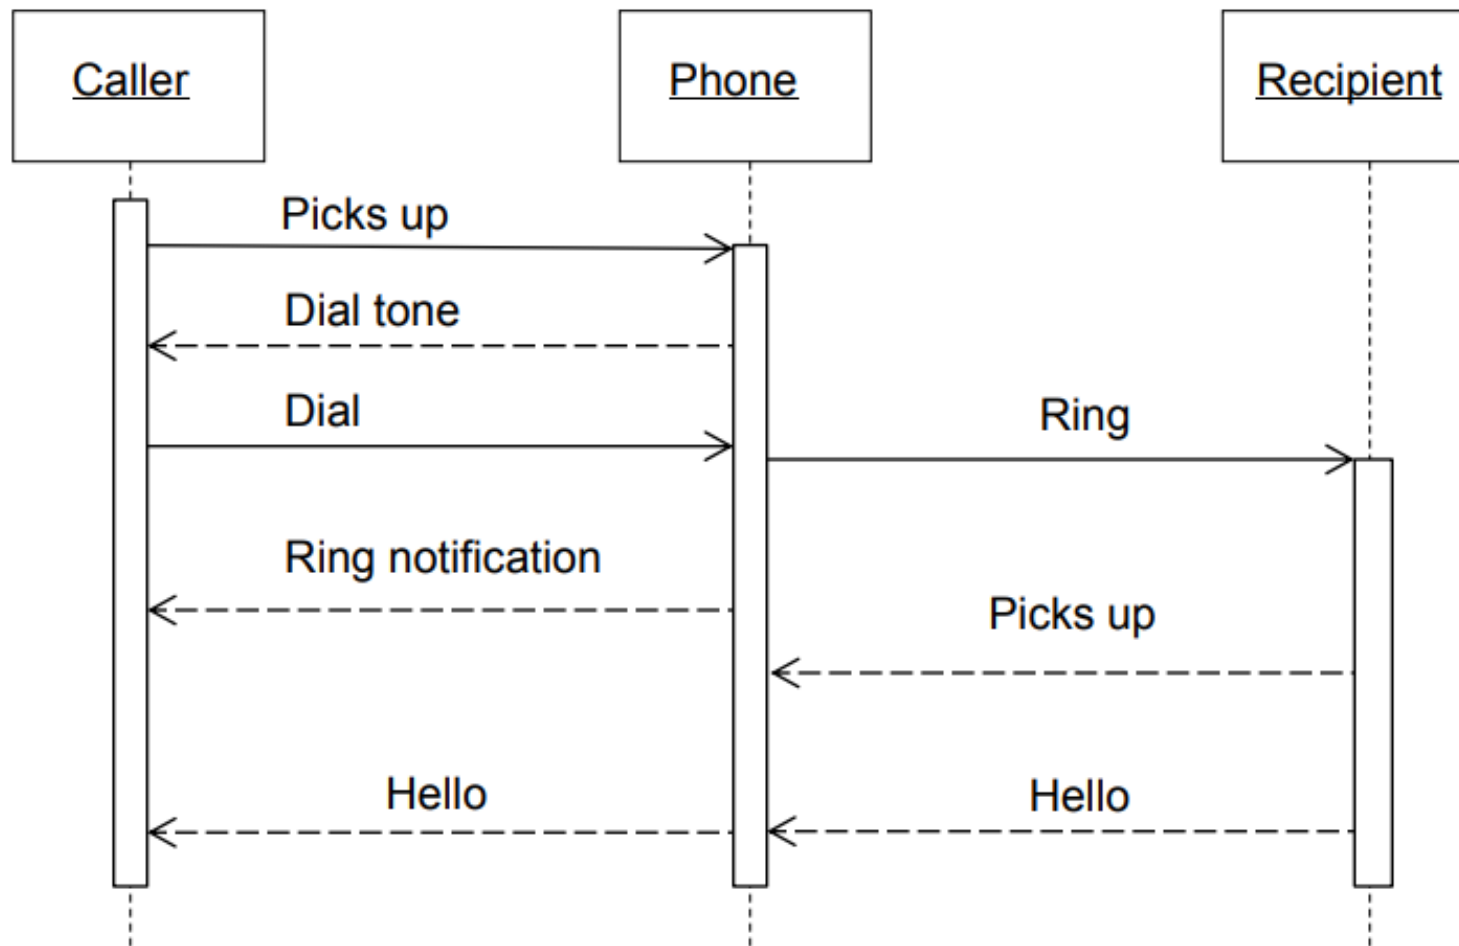 Caller
Phone
Recipient
Picks up
Dial tone
Dial
Ring
Ring notification
Picks up
Hello
Hello